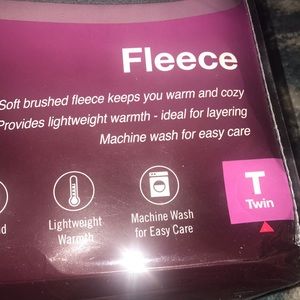 Fleece
Soft brushed fleece keeps you warm and cozy
Provides lightweight warmth - ideal for layering
Machine wash for easy care
T
Twin
Lightweight
Warmth
Machine Wash
for Easy Care